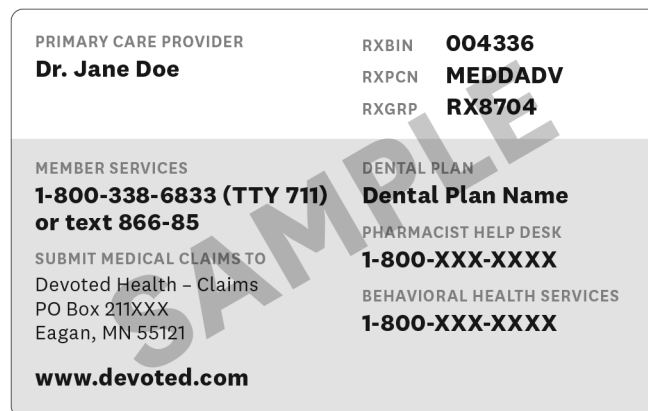 PRIMARY CARE PROVIDER
Dr. Jane Doe
RXBIN 004336
RXPCN MEDDADV
RXGRP RX8704
MEMBER SERVICES
1-800-338-6833 (TTY 711)
or text 866-85
SUBMIT MEDICAL CLAIMS TO
Devoted Health – Claims
PO Box 211XXX
Eagan, MN 55121
www.devoted.com
DENTAL PLAN
Dental Plan Name
PHARMACIST HELP DESK
1-800-XXX-XXXX
BEHAVIORAL HEALTH SERVICES
1-800-XXX-XXXX
SAMPLE